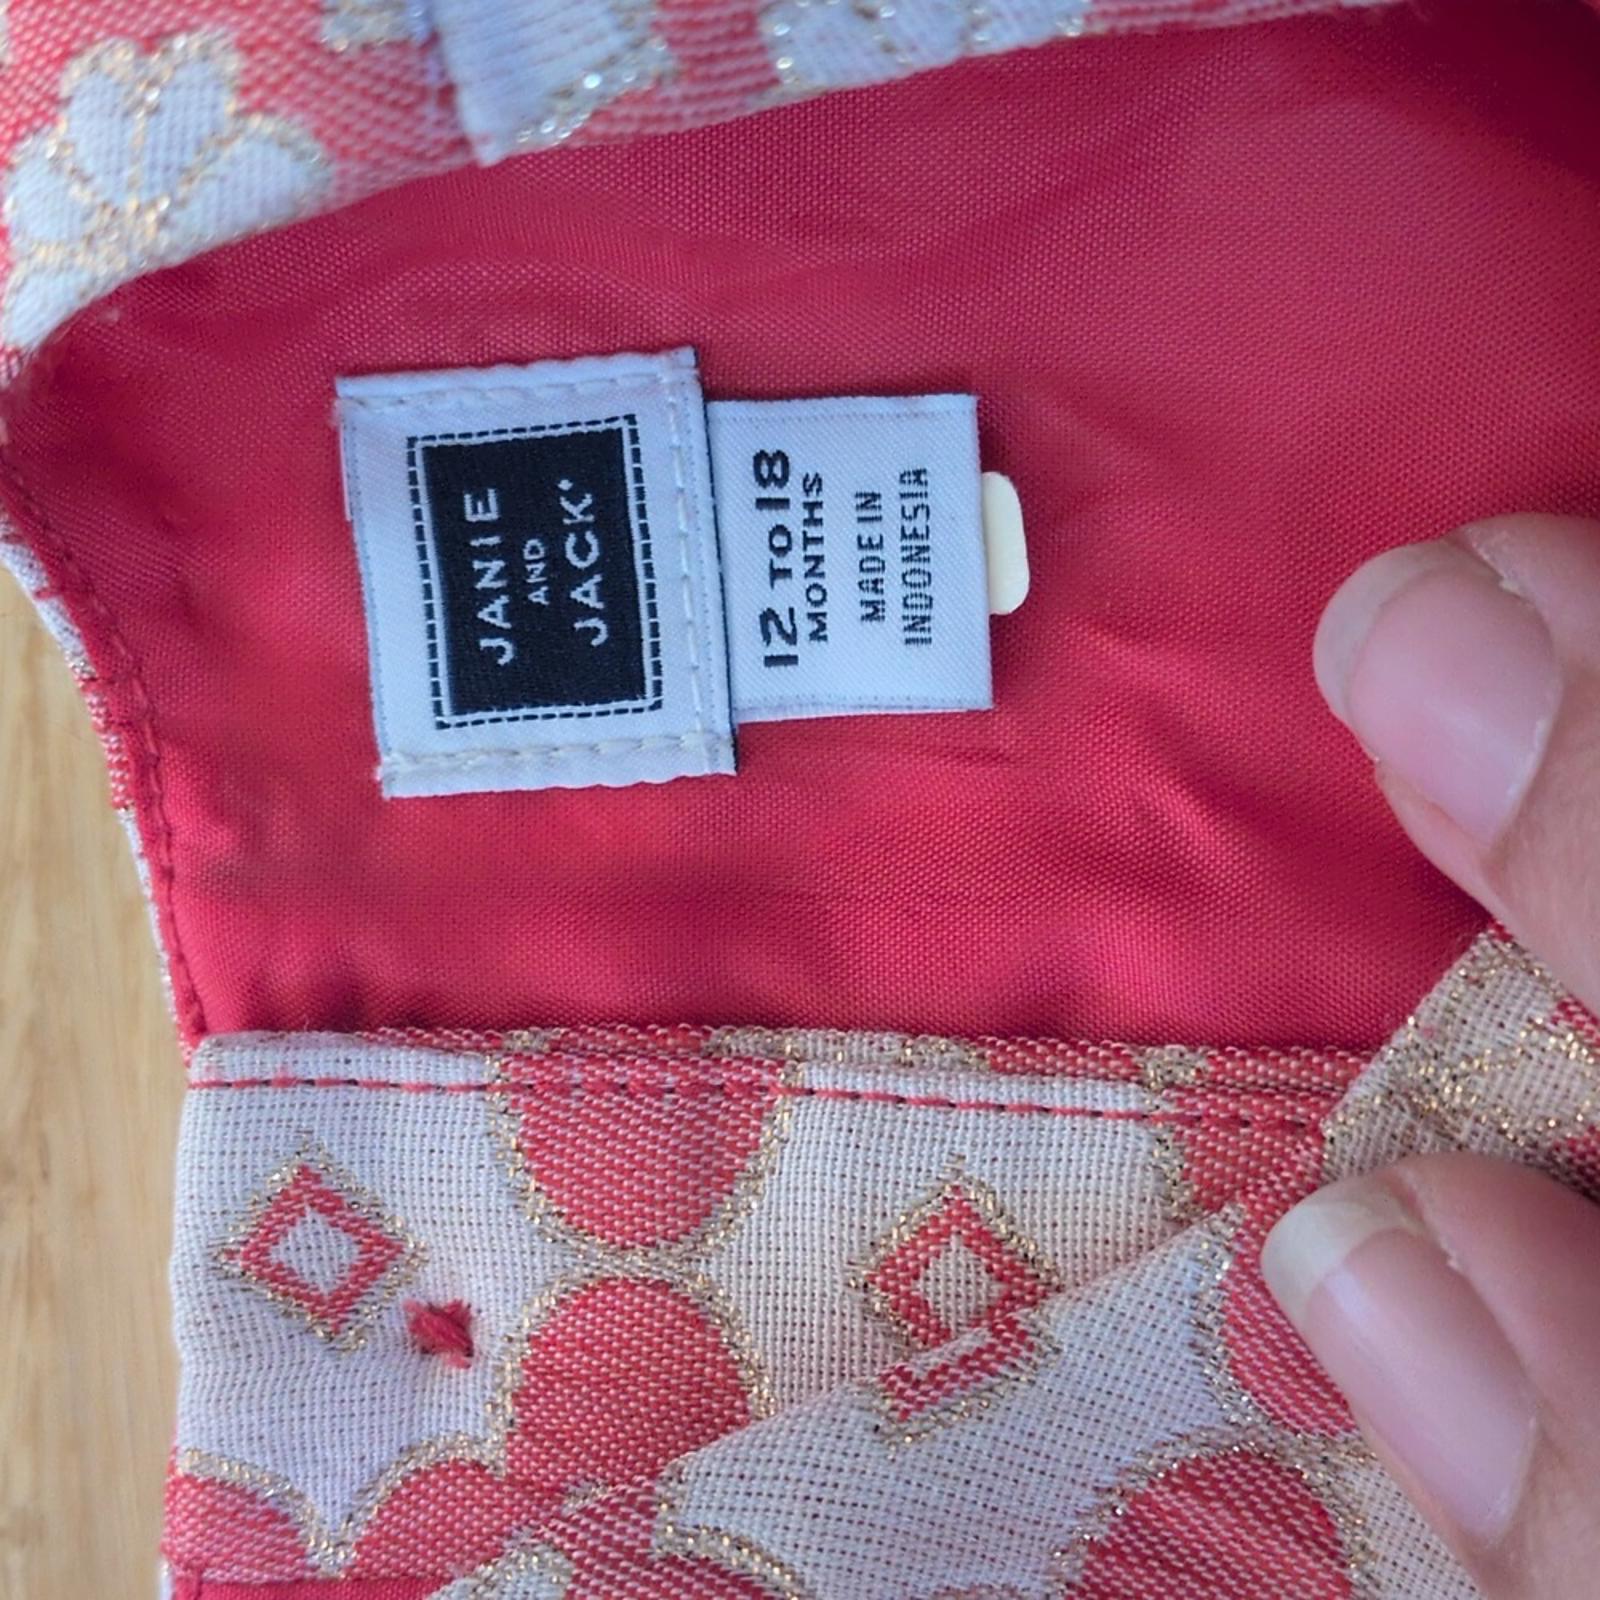 JANIE
AND
JACK
12 TO 18
MONTHS
MADE IN
INDONESIA